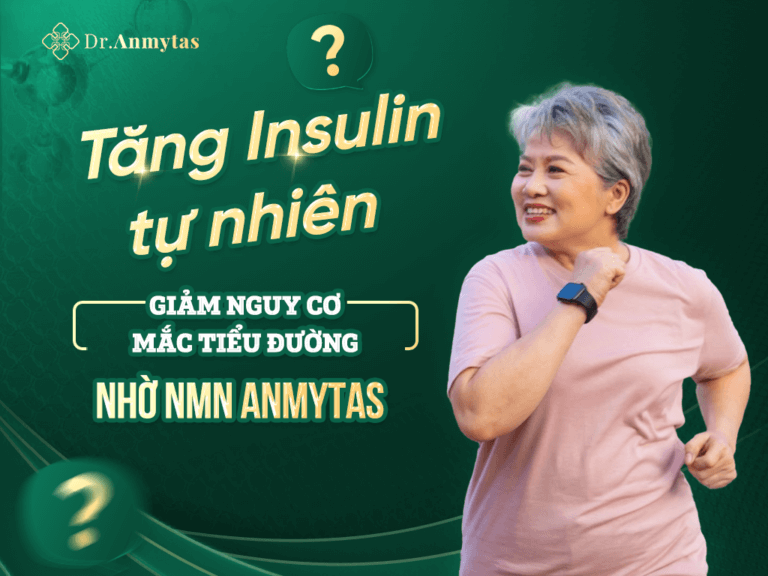 Dr.Anmytas
?
Tăng Insulin
tự nhiên
GIẢM NGUY CƠ
MẮC TIỂU ĐƯỜNG
NHỜ NMN ANMYTAS
?